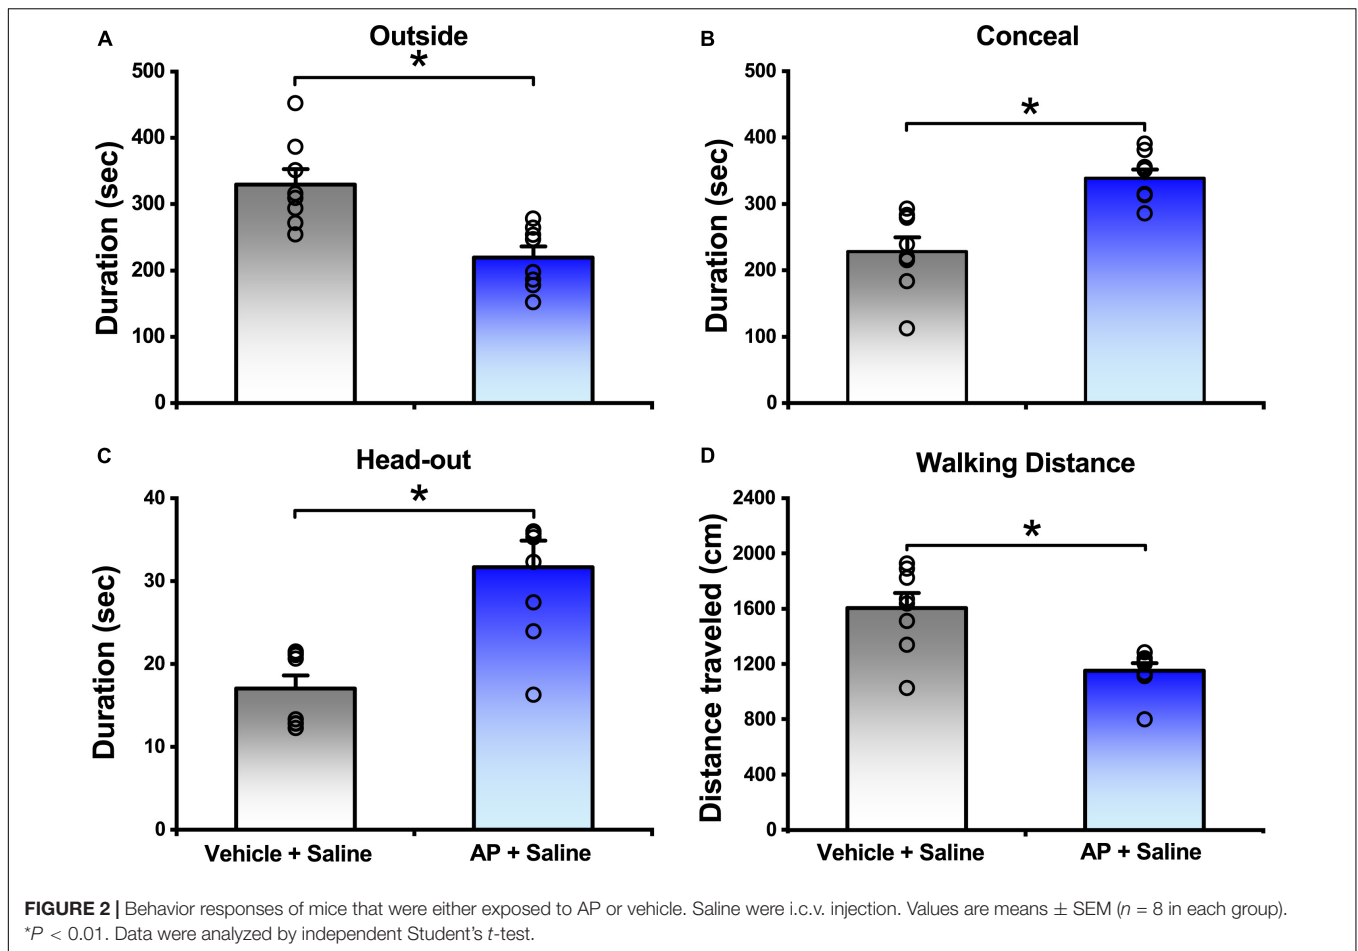 A
Outside
*
500
400
300
200
100
0
Duration (sec)
B
Conceal
*
500
400
300
200
100
0
Duration (sec)
C
Head-out
*
40
30
20
10
0
Duration (sec)
Vehicle + Saline
AP + Saline
D
Walking Distance
*
2400
2000
1600
1200
800
400
0
Distance traveled (cm)
Vehicle + Saline
AP + Saline
FIGURE 2 | Behavior responses of mice that were either exposed to AP or vehicle. Saline were i.c.v. injection. Values are means ± SEM (n = 8 in each group).
*P < 0.01. Data were analyzed by independent Student's t-test.